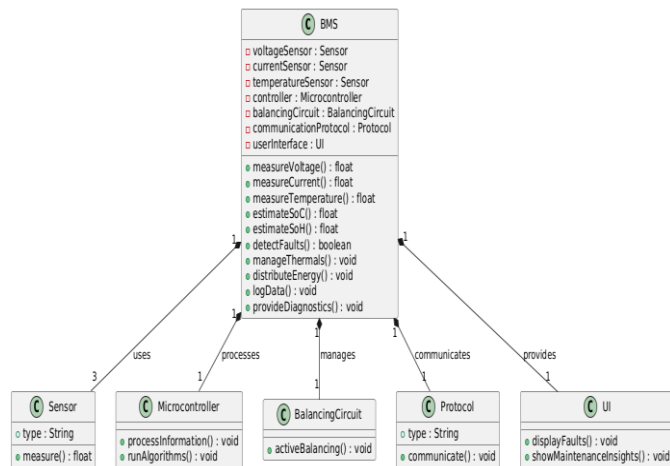 C BMS
voltageSensor : Sensor
currentSensor : Sensor
temperatureSensor : Sensor
controller : Microcontroller
balancingCircuit : BalancingCircuit
communicationProtocol : Protocol
userInterface : UI
measureVoltage() : float
measureCurrent() : float
measureTemperature() : float
estimateSoC() : float
estimateSoH() : float
detectFaults() : boolean
manageThermals() : void
distributeEnergy() : void
logData() : void
provideDiagnostics() : void
1 1 1 1 1
uses processes manages communicates provides
3 1 1 1 1
C Sensor
type : String
measure() : float
C Microcontroller
processInformation() : void
runAlgorithms() : void
C BalancingCircuit
activeBalancing() : void
C Protocol
type : String
communicate() : void
C UI
displayFaults() : void
showMaintenanceInsights() : void